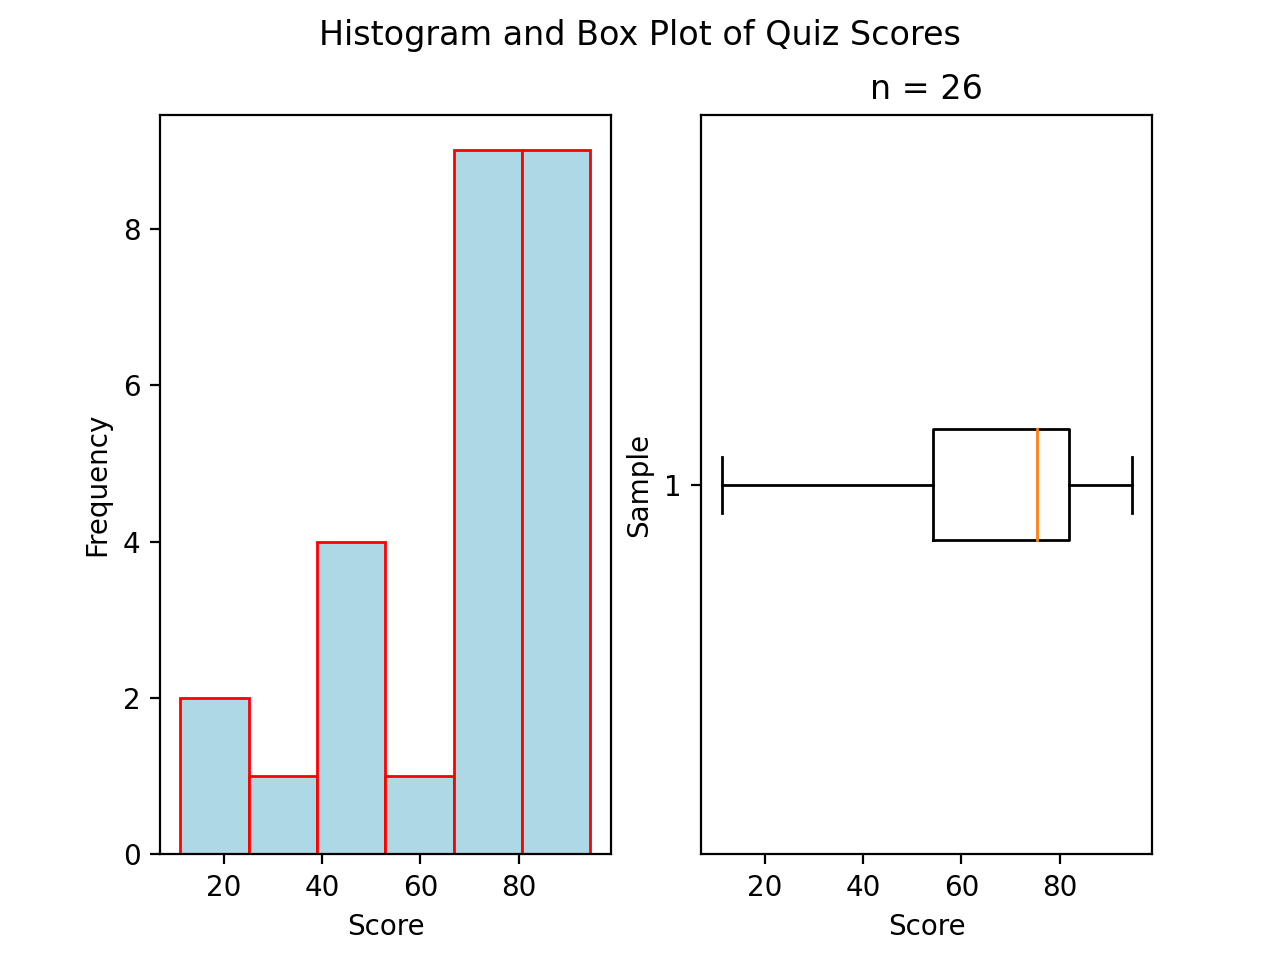 Histogram and Box Plot of Quiz Scores
Frequency
8
6
4
2
0
20 40 60 80
Score
n = 26
Sample
1
20 40 60 80
Score